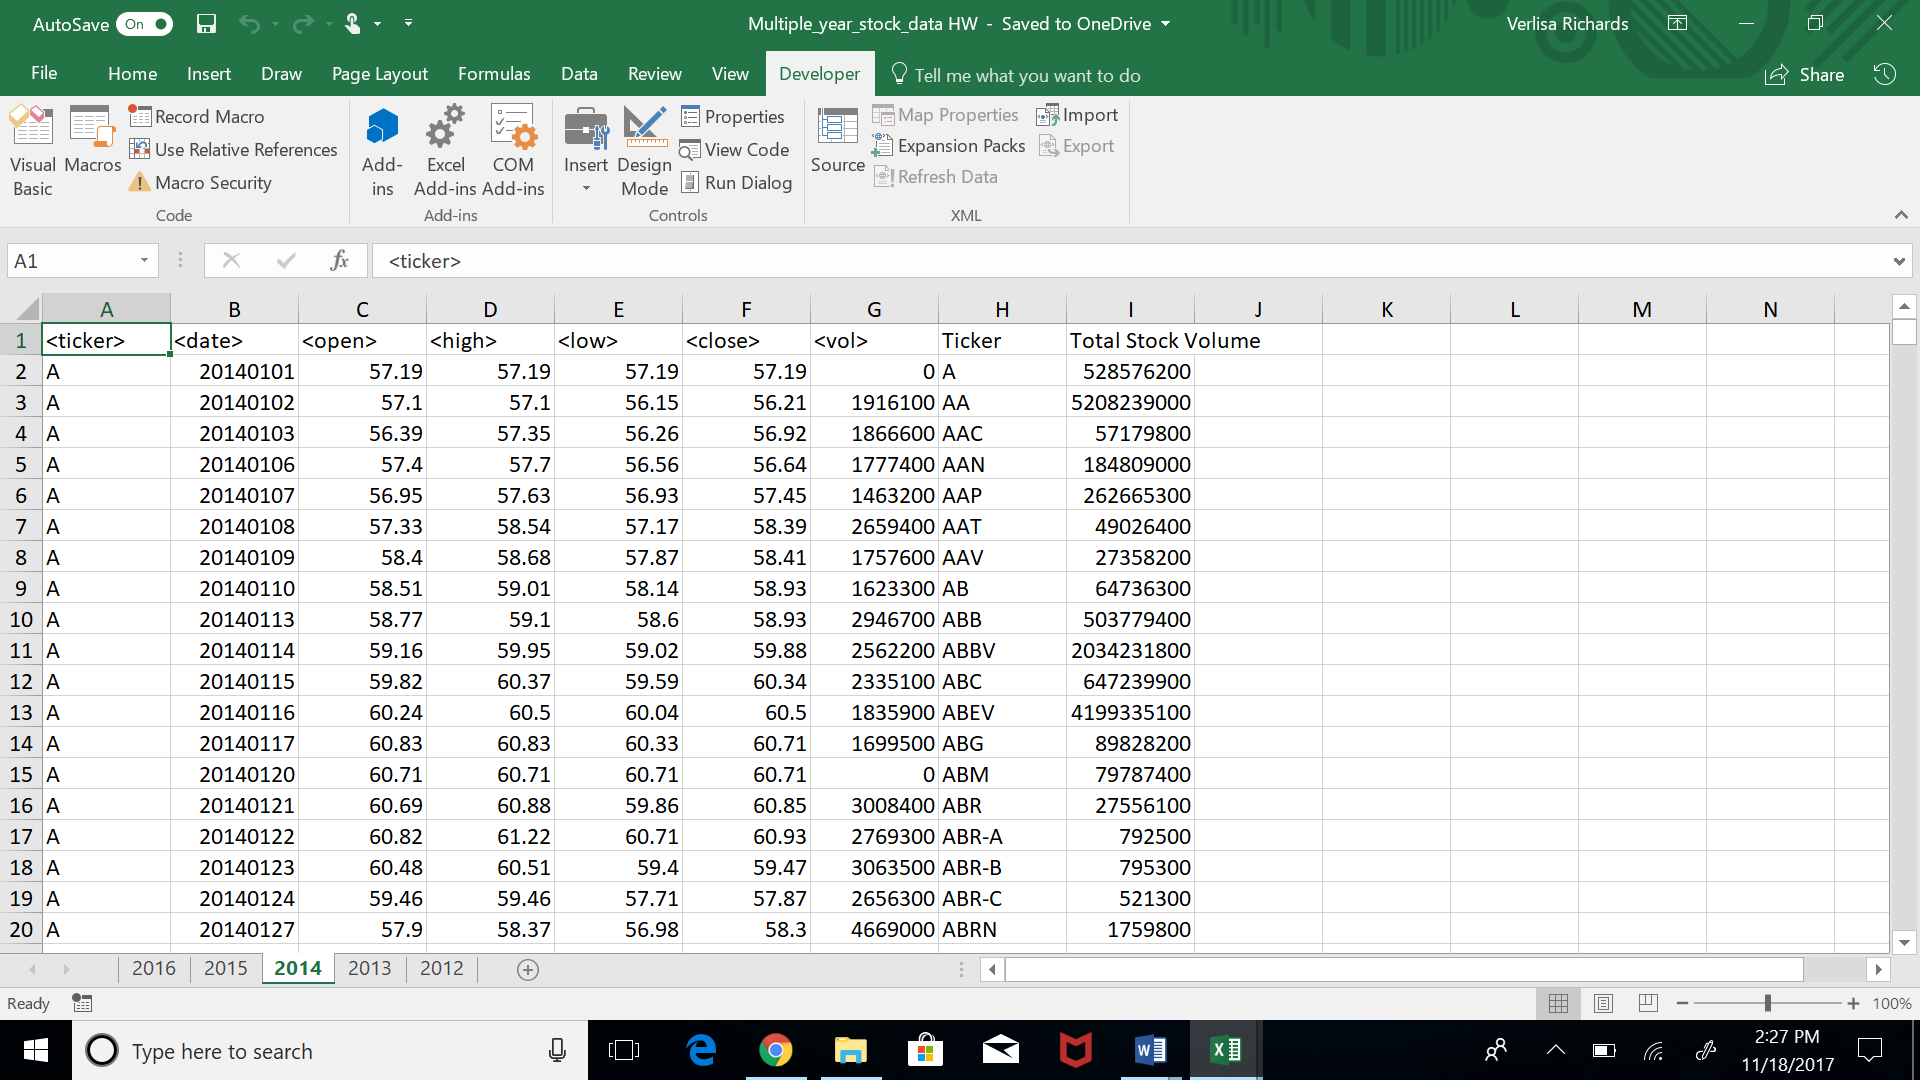 AutoSave On Multiple_year_stock_data HW - Saved to OneDrive Verlisa Richards
File Home Insert Draw Page Layout Formulas Data Review View Developer Tell me what you want to do Share
Visual Basic
Macros
Record Macro
Use Relative References
Macro Security
Code
Add-ins
Excel Add-ins
COM Add-ins
Add-ins
Insert
Design Mode
Properties
View Code
Run Dialog
Controls
Source
Map Properties
Expansion Packs
Refresh Data
Import
Export
XML
A1 fx <ticker>
A B C D E F G H I J K L M N
1 <ticker> <date> <open> <high> <low> <close> <vol> Ticker Total Stock Volume
2 A 20140101 57.19 57.19 57.19 57.19 0 A 528576200
3 A 20140102 57.1 57.1 56.15 56.21 1916100 AA 5208239000
4 A 20140103 56.39 57.35 56.26 56.92 1866600 AAC 57179800
5 A 20140106 57.4 57.7 56.56 56.64 1777400 AAN 184809000
6 A 20140107 56.95 57.63 56.93 57.45 1463200 AAP 262665300
7 A 20140108 57.33 58.54 57.17 58.39 2659400 AAT 49026400
8 A 20140109 58.4 58.68 57.87 58.41 1757600 AAV 27358200
9 A 20140110 58.51 59.01 58.14 58.93 1623300 AB 64736300
10 A 20140113 58.77 59.1 58.6 58.93 2946700 ABB 503779400
11 A 20140114 59.16 59.95 59.02 59.88 2562200 ABBV 2034231800
12 A 20140115 59.82 60.37 59.59 60.34 2335100 ABC 647239900
13 A 20140116 60.24 60.5 60.04 60.5 1835900 ABEV 4199335100
14 A 20140117 60.83 60.83 60.33 60.71 1699500 ABG 89828200
15 A 20140120 60.71 60.71 60.71 60.71 0 ABM 79787400
16 A 20140121 60.69 60.88 59.86 60.85 3008400 ABR 27556100
17 A 20140122 60.82 61.22 60.71 60.93 2769300 ABR-A 792500
18 A 20140123 60.48 60.51 59.4 59.47 3063500 ABR-B 795300
19 A 20140124 59.46 59.46 57.71 57.87 2656300 ABR-C 521300
20 A 20140127 57.9 58.37 56.98 58.3 4669000 ABRN 1759800
2016 2015 2014 2013 2012
Ready 100%
Type here to search 2:27 PM
11/18/2017